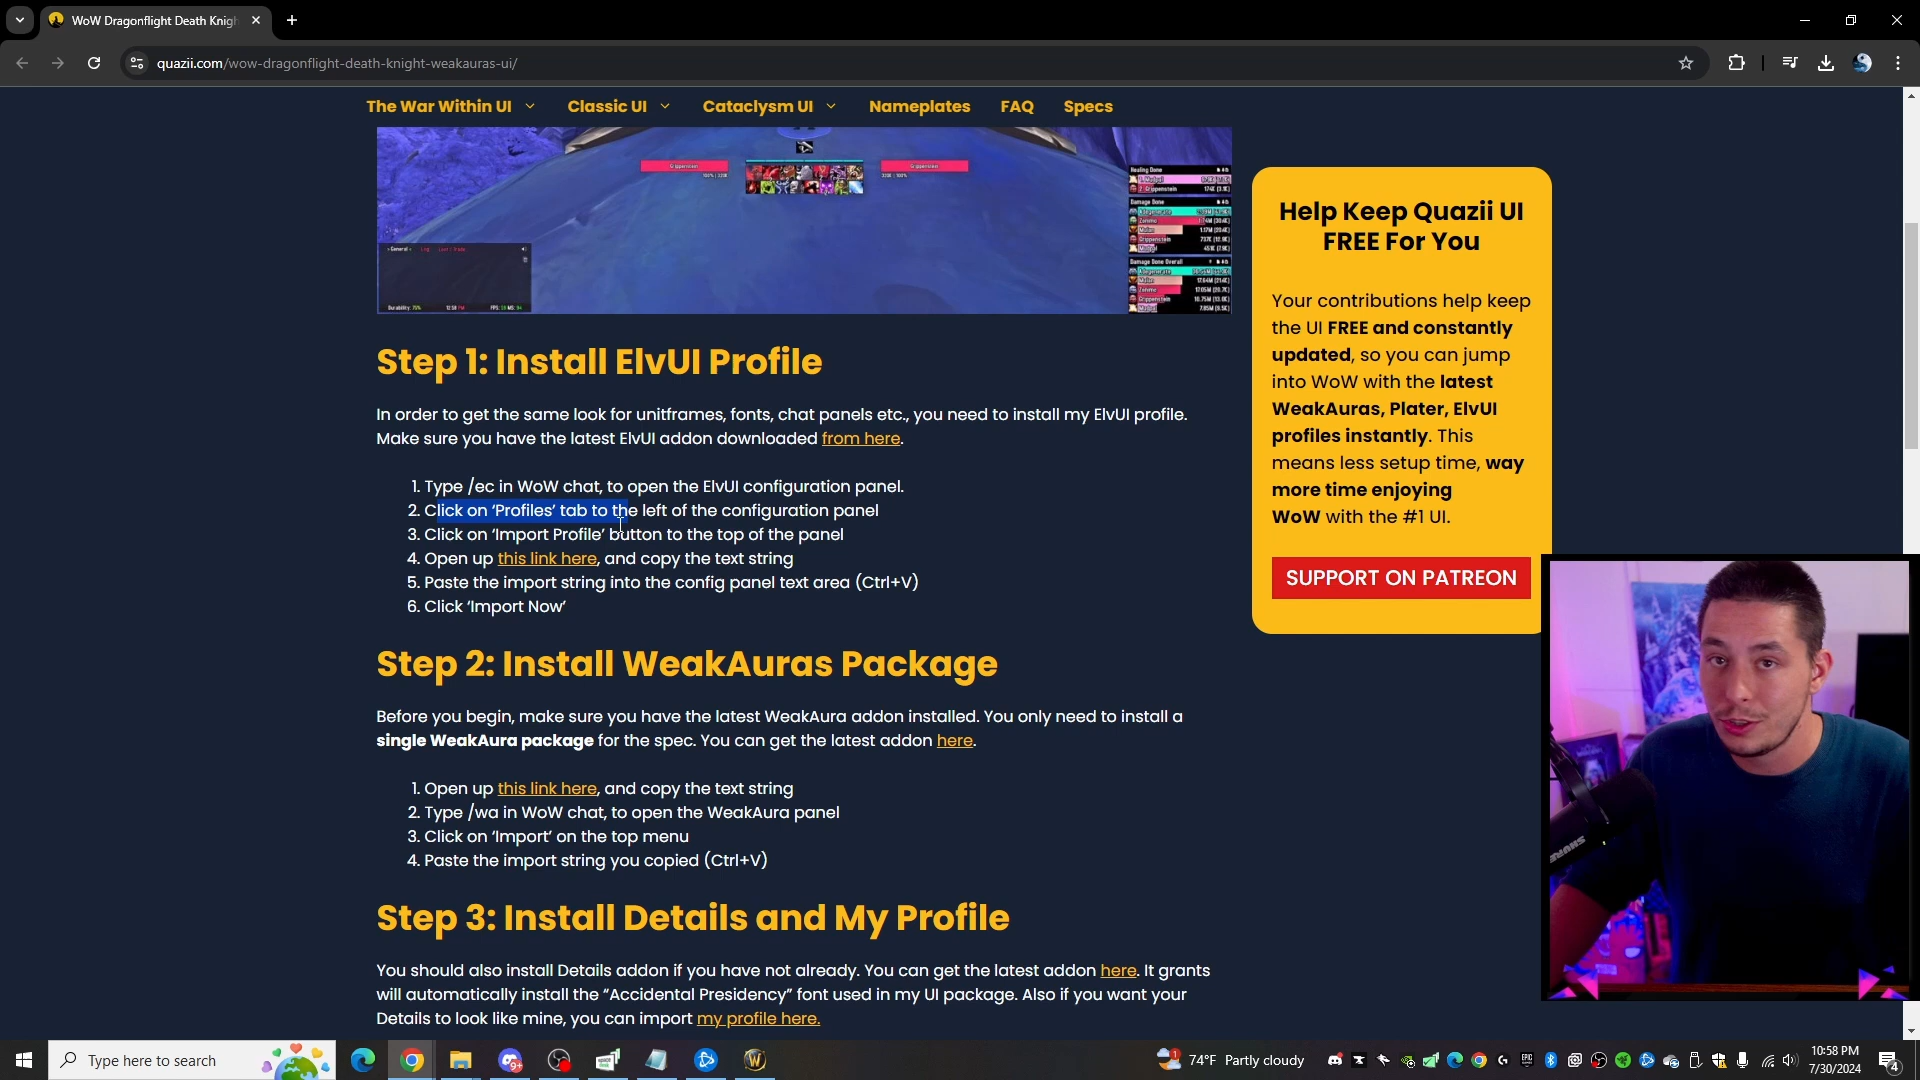 WoW Dragonflight Death Knigh
quazii.com/wow-dragonflight-death-knight-weakauras-ui/
The War Within UI
Classic UI
Cataclysm UI
Nameplates
FAQ
Specs
Healing Done
Damage Done
Damage Done Overall
Step 1: Install ElvUI Profile
In order to get the same look for unitframes, fonts, chat panels etc., you need to install my ElvUI profile.
Make sure you have the latest ElvUI addon downloaded from here.
1. Type /ec in WoW chat, to open the ElvUI configuration panel.
2. Click on ‘Profiles’ tab to the left of the configuration panel
3. Click on ‘Import Profile’ button to the top of the panel
4. Open up this link here, and copy the text string
5. Paste the import string into the config panel text area (Ctrl+V)
6. Click ‘Import Now’
Step 2: Install WeakAuras Package
Before you begin, make sure you have the latest WeakAura addon installed. You only need to install a
single WeakAura package for the spec. You can get the latest addon here.
1. Open up this link here, and copy the text string
2. Type /wa in WoW chat, to open the WeakAura panel
3. Click on ‘Import’ on the top menu
4. Paste the import string you copied (Ctrl+V)
Step 3: Install Details and My Profile
You should also install Details addon if you have not already. You can get the latest addon here. It grants
will automatically install the “Accidental Presidency” font used in my UI package. Also if you want your
Details to look like mine, you can import my profile here.
Help Keep Quazii UI
FREE For You
Your contributions help keep
the UI FREE and constantly
updated, so you can jump
into WoW with the latest
WeakAuras, Plater, ElvUI
profiles instantly. This
means less setup time, way
more time enjoying
WoW with the #1 UI.
SUPPORT ON PATREON
SHURE
Type here to search
74°F Partly cloudy
10:58 PM
7/30/2024